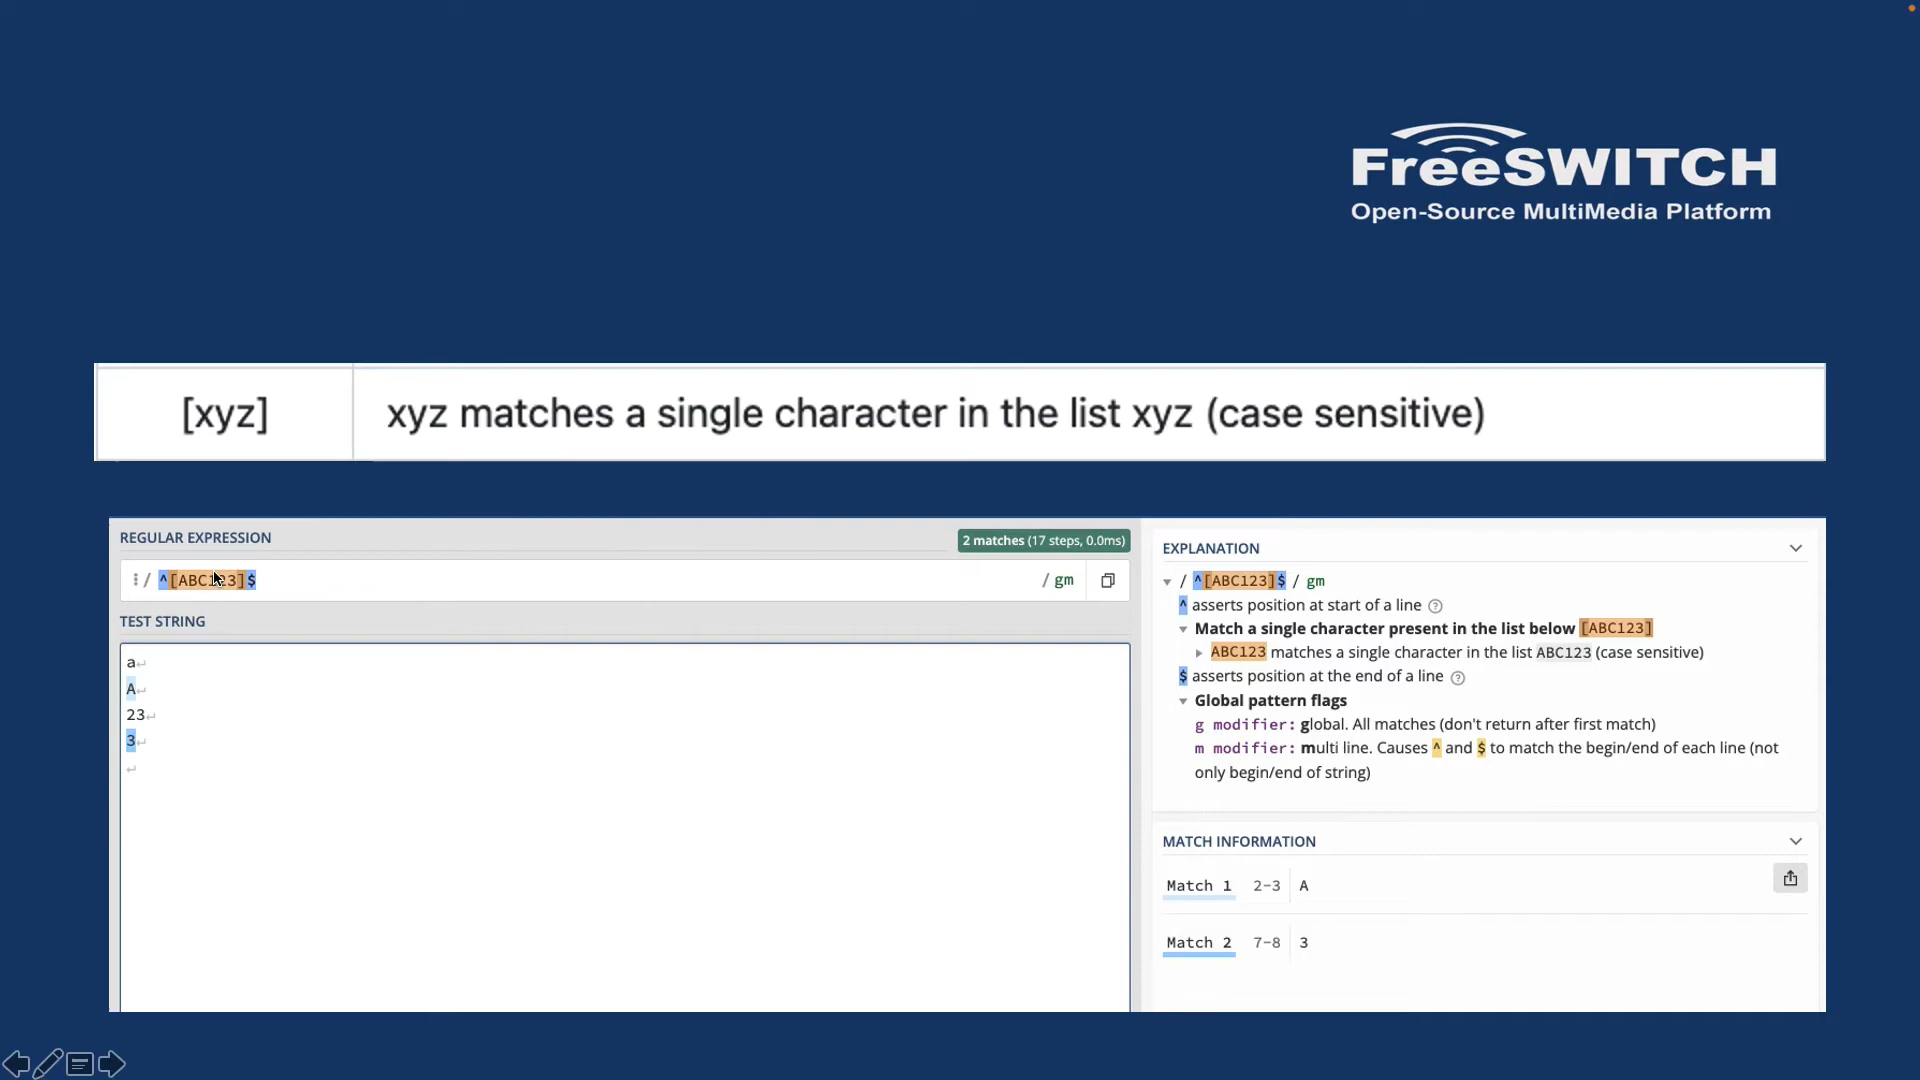 FreeSWITCH
Open-Source MultiMedia Platform
[xyz] xyz matches a single character in the list xyz (case sensitive)
REGULAR EXPRESSION
2 matches (17 steps, 0.0ms)
/ ^[ABC123]$ / gm
TEST STRING
a
A
23
3
EXPLANATION
/ ^[ABC123]$ / gm
^ asserts position at start of a line
Match a single character present in the list below [ABC123]
ABC123 matches a single character in the list ABC123 (case sensitive)
$ asserts position at the end of a line
Global pattern flags
g modifier: global. All matches (don't return after first match)
m modifier: multi line. Causes ^ and $ to match the begin/end of each line (not
only begin/end of string)
MATCH INFORMATION
Match 1 2-3 A
Match 2 7-8 3